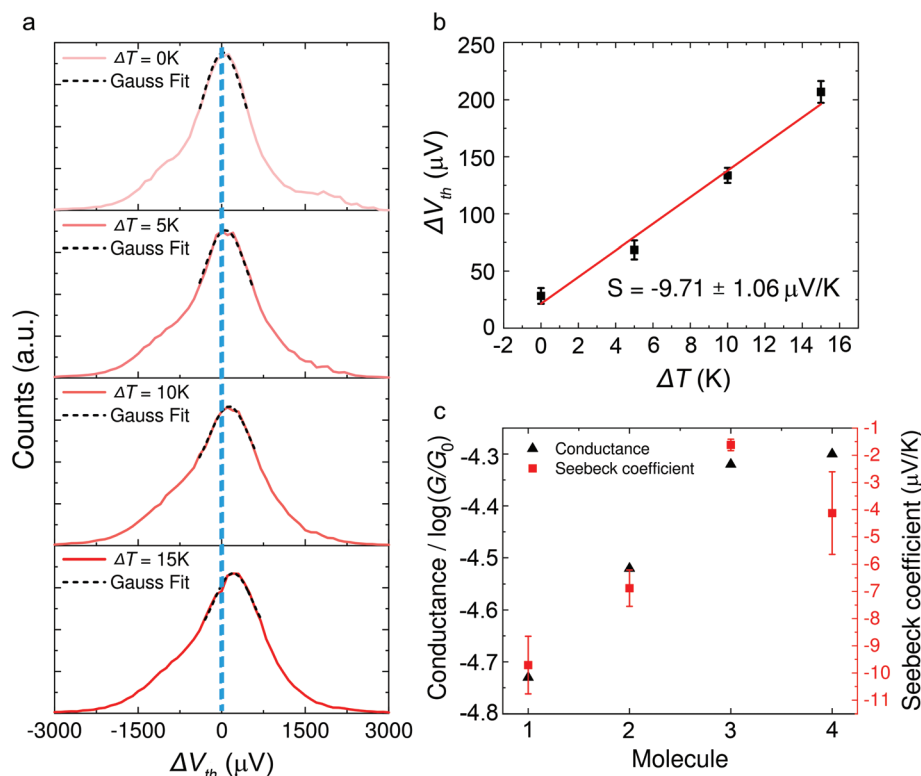 a
ΔT = 0K
Gauss Fit
ΔT = 5K
Gauss Fit
ΔT = 10K
Gauss Fit
ΔT = 15K
Gauss Fit
Counts (a.u.)
-3000 -1500 0 1500 3000
ΔVth (μV)
b
250
200
150
100
50
0
ΔVth (μV)
S = -9.71 ± 1.06 μV/K
-2 0 2 4 6 8 10 12 14 16
ΔT (K)
c
Conductance
Seebeck coefficient
Conductance / log(G/G0)
-4.3
-4.4
-4.5
-4.6
-4.7
-4.8
-1
-2
-3
-4
-5
-6
-7
-8
-9
-10
-11
Seebeck coefficient (μV/K)
1 2 3 4
Molecule